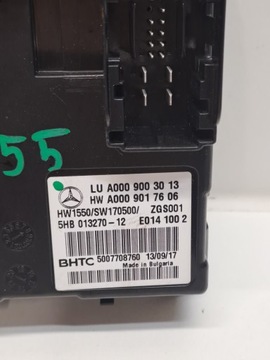 55
LU A000 900 30 13
HW A000 901 76 06
HW1550/SW170500/ ZGS001
5HB 013270-12 E014 100 2
BHTC 5007708760 13/09/17
Made in Bulgaria